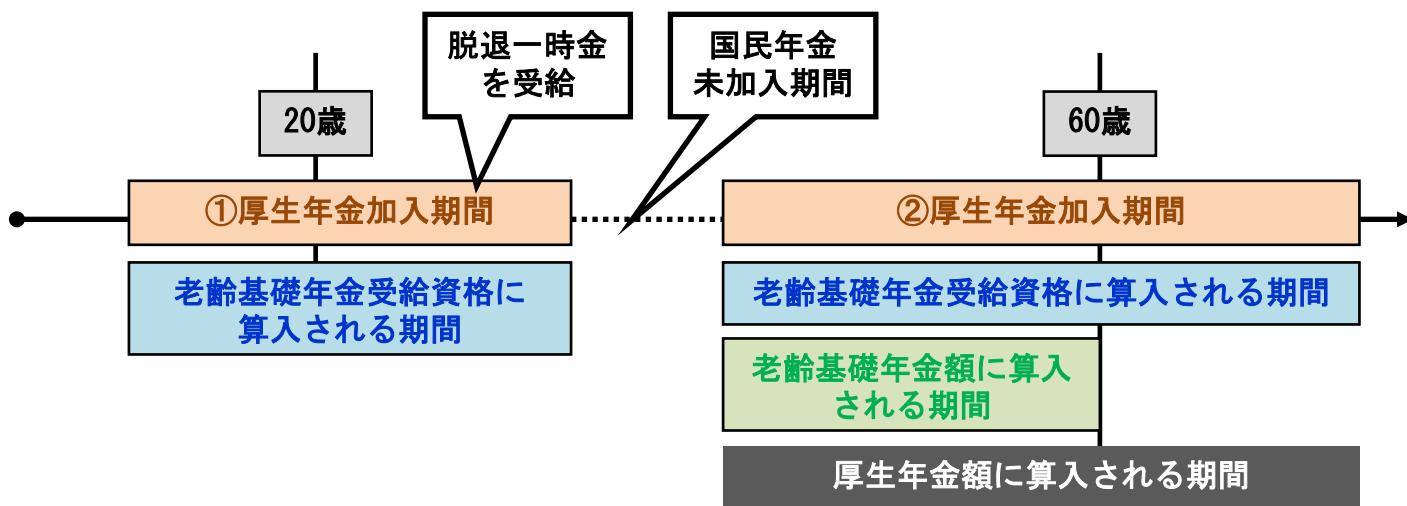 脱退一時金
を受給
国民年金
未加入期間
20歳
60歳
①厚生年金加入期間
②厚生年金加入期間
老齢基礎年金受給資格に
算入される期間
老齢基礎年金受給資格に算入される期間
老齢基礎年金額に算入
される期間
厚生年金額に算入される期間